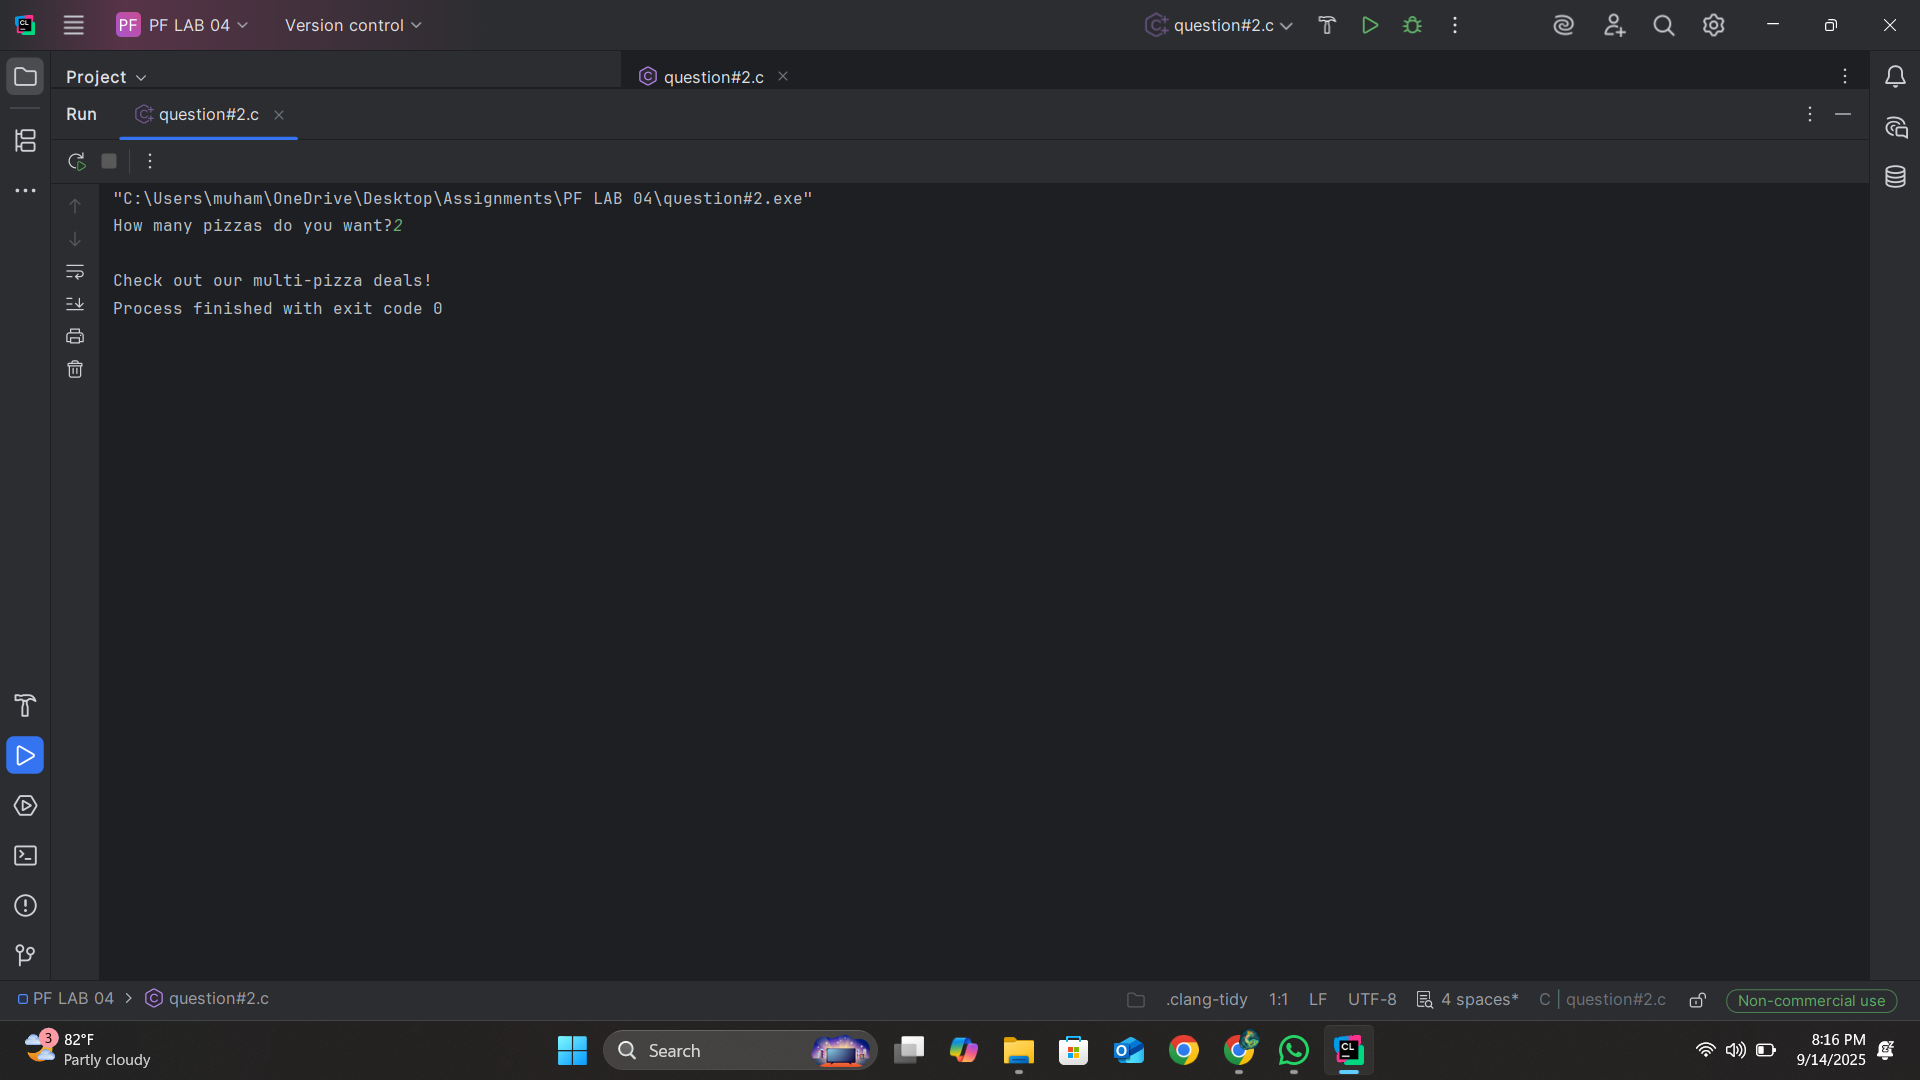 PF PF LAB 04 Version control question#2.c
Project question#2.c
Run question#2.c
"C:\Users\muham\OneDrive\Desktop\Assignments\PF LAB 04\question#2.exe"
How many pizzas do you want?2
Check out our multi-pizza deals!
Process finished with exit code 0
PF LAB 04 > question#2.c .clang-tidy 1:1 LF UTF-8 4 spaces* C | question#2.c Non-commercial use
3 82°F
Partly cloudy
Search
8:16 PM
9/14/2025